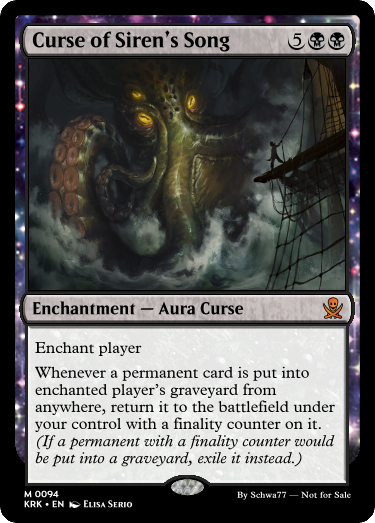 Curse of Siren's Song 5
Enchantment — Aura Curse
Enchant player
Whenever a permanent card is put into
enchanted player's graveyard from
anywhere, return it to the battlefield under
your control with a finality counter on it.
(If a permanent with a finality counter would
be put into a graveyard, exile it instead.)
M 0094
KRK • EN Elisa Serio
By Schwa77 — Not for Sale